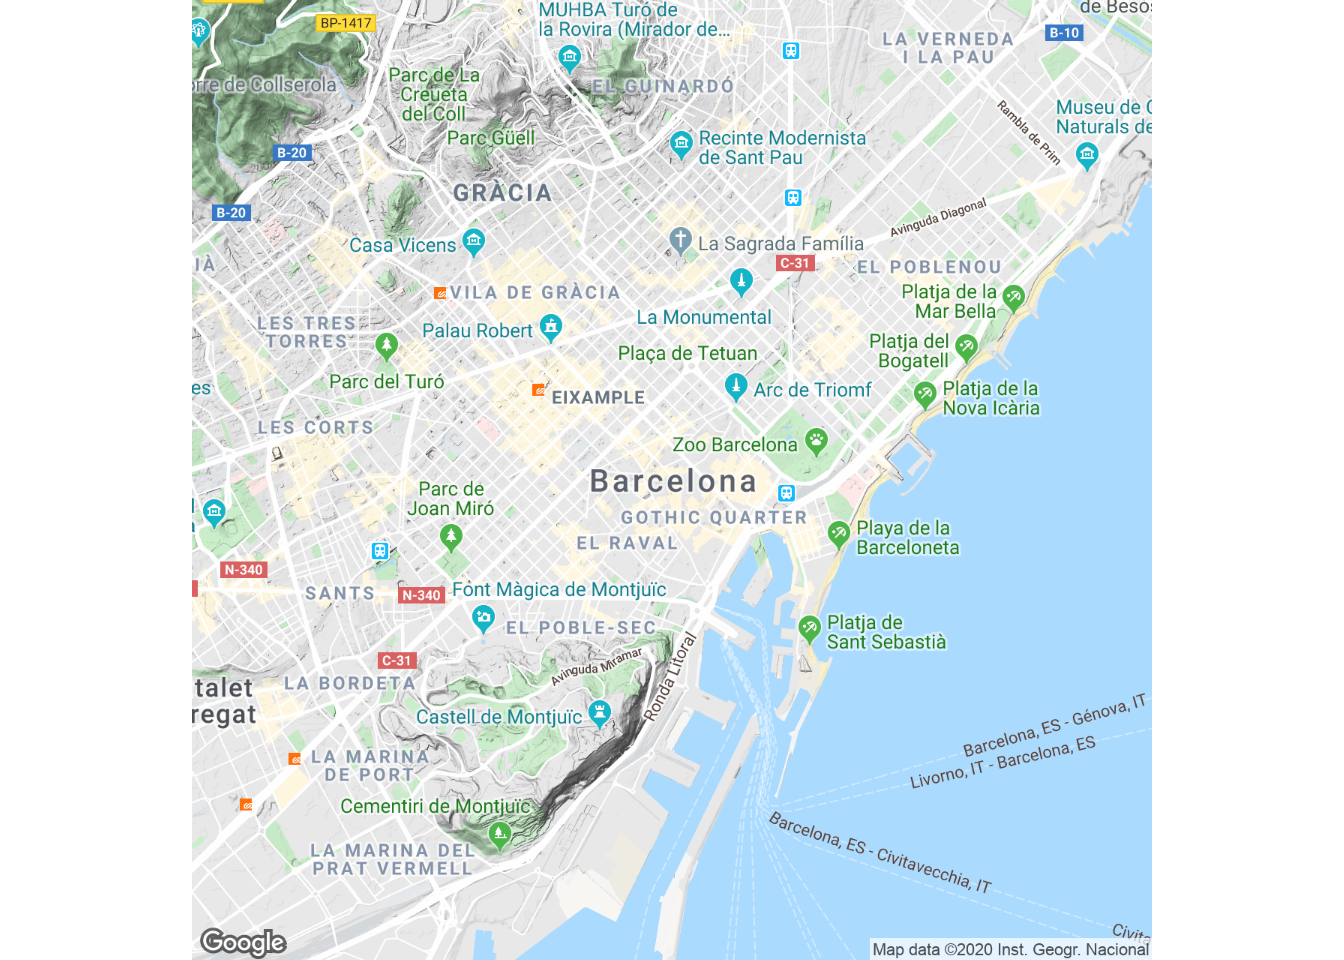 BP-1417
MUHBA Turó de
la Rovira (Mirador de...
de Besòs
B-10
LA VERNEDA
I LA PAU
orre de Collserola
Parc de La
Creueta
del Coll
EL GUINARDÓ
Museu de C
Naturals de
Rambla de Prim
Parc Güell
Recinte Modernista
de Sant Pau
B-20
GRÀCIA
B-20
Avinguda Diagonal
Casa Vicens
La Sagrada Família
C-31
IÀ
EL POBLENOU
VILA DE GRÀCIA
Platja de la
Mar Bella
LES TRES
TORRES
Palau Robert
La Monumental
Plaça de Tetuan
Platja del
Bogatell
Parc del Turó
es
EIXAMPLE
Arc de Triomf
Platja de la
Nova Icària
LES CORTS
Zoo Barcelona
Barcelona
Parc de
Joan Miró
GOTHIC QUARTER
EL RAVAL
Playa de la
Barceloneta
N-340
SANTS
N-340
Font Màgica de Montjuïc
EL POBLE-SEC
Platja de
Sant Sebastià
C-31
Avinguda Miramar
Ronda Litoral
LA BORDETA
talet
regat
Castell de Montjuïc
Barcelona, ES - Génova, IT
Livorno, IT - Barcelona, ES
LA MARINA
DE PORT
Cementiri de Montjuïc
Barcelona, ES - Civitavecchia, IT
LA MARINA DEL
PRAT VERMELL
Civita
Google
Map data ©2020 Inst. Geogr. Nacional